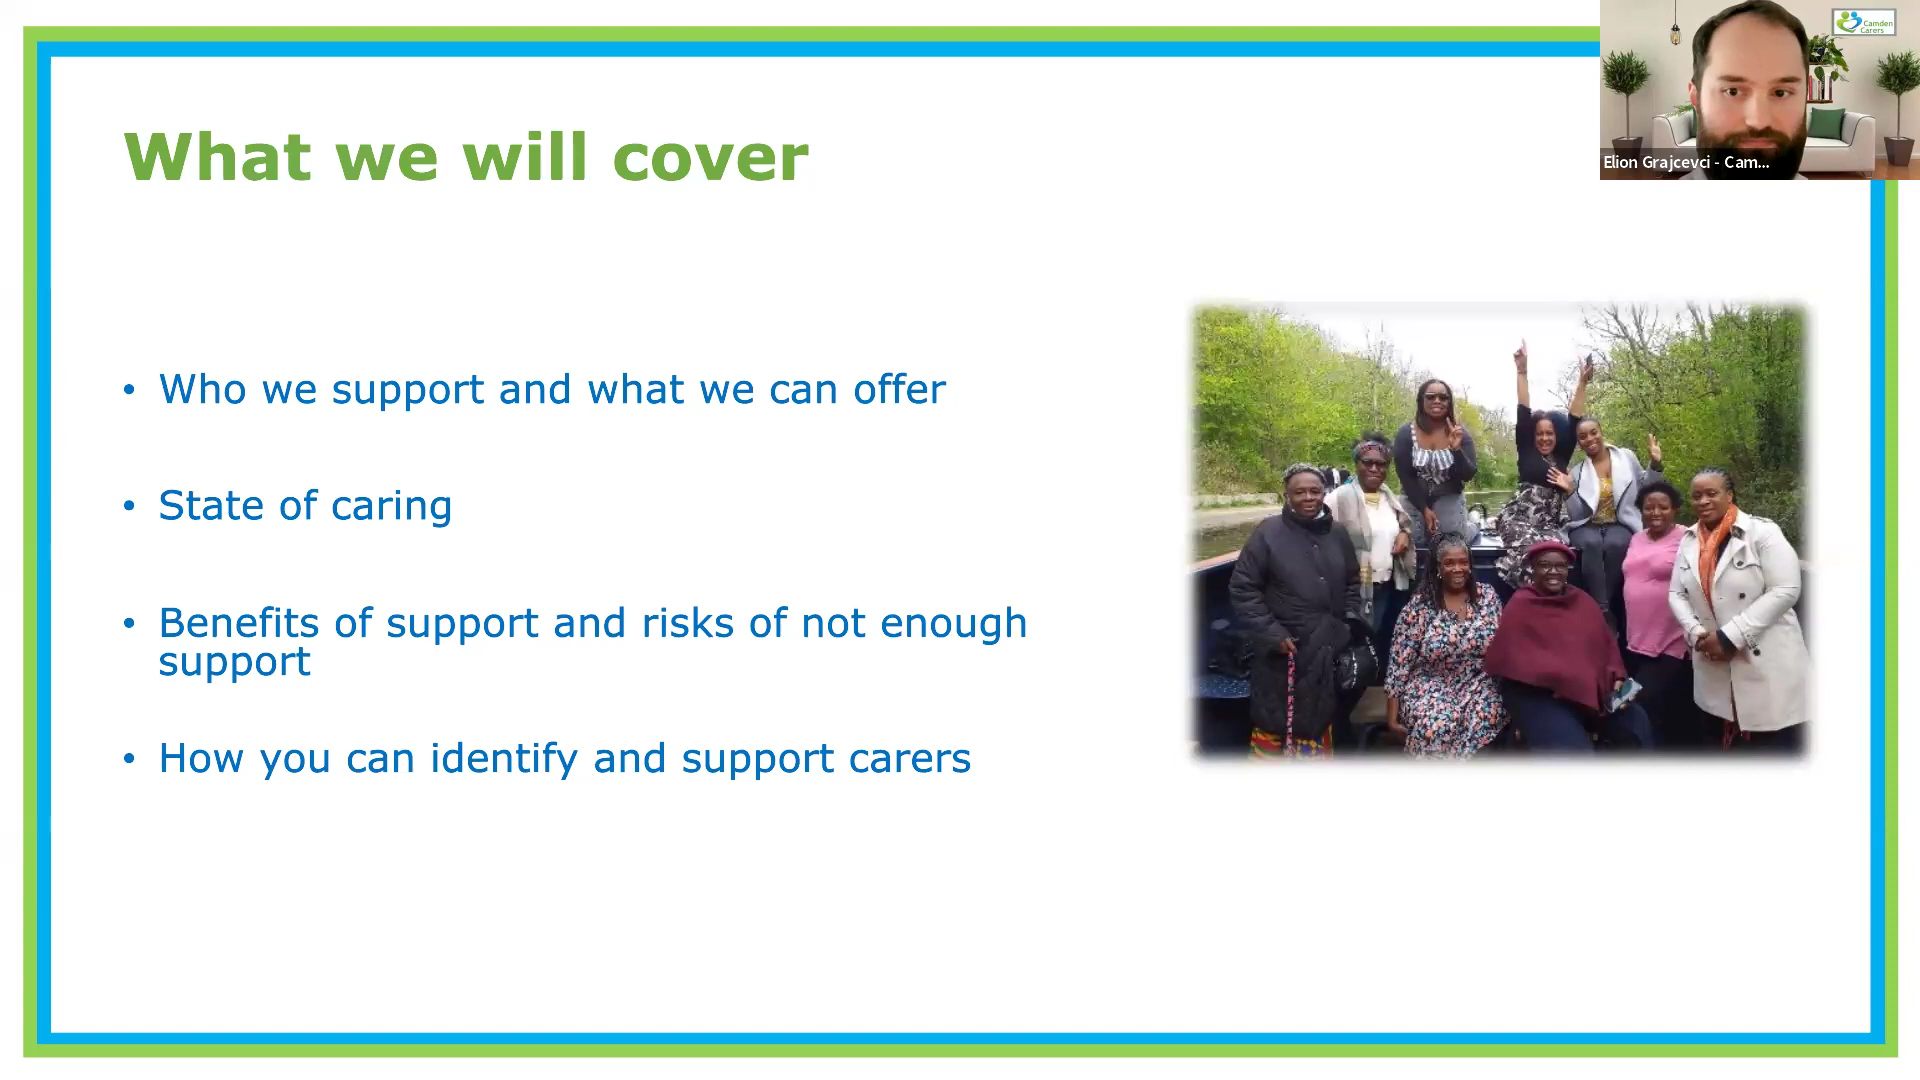 Camden
Carers
Elion Grajcevci - Cam...
What we will cover
• Who we support and what we can offer
• State of caring
• Benefits of support and risks of not enough
support
• How you can identify and support carers